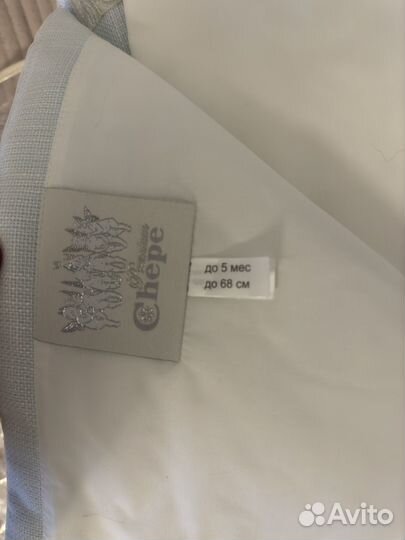 Chepe
до 5 мес
до 68 см
Avito